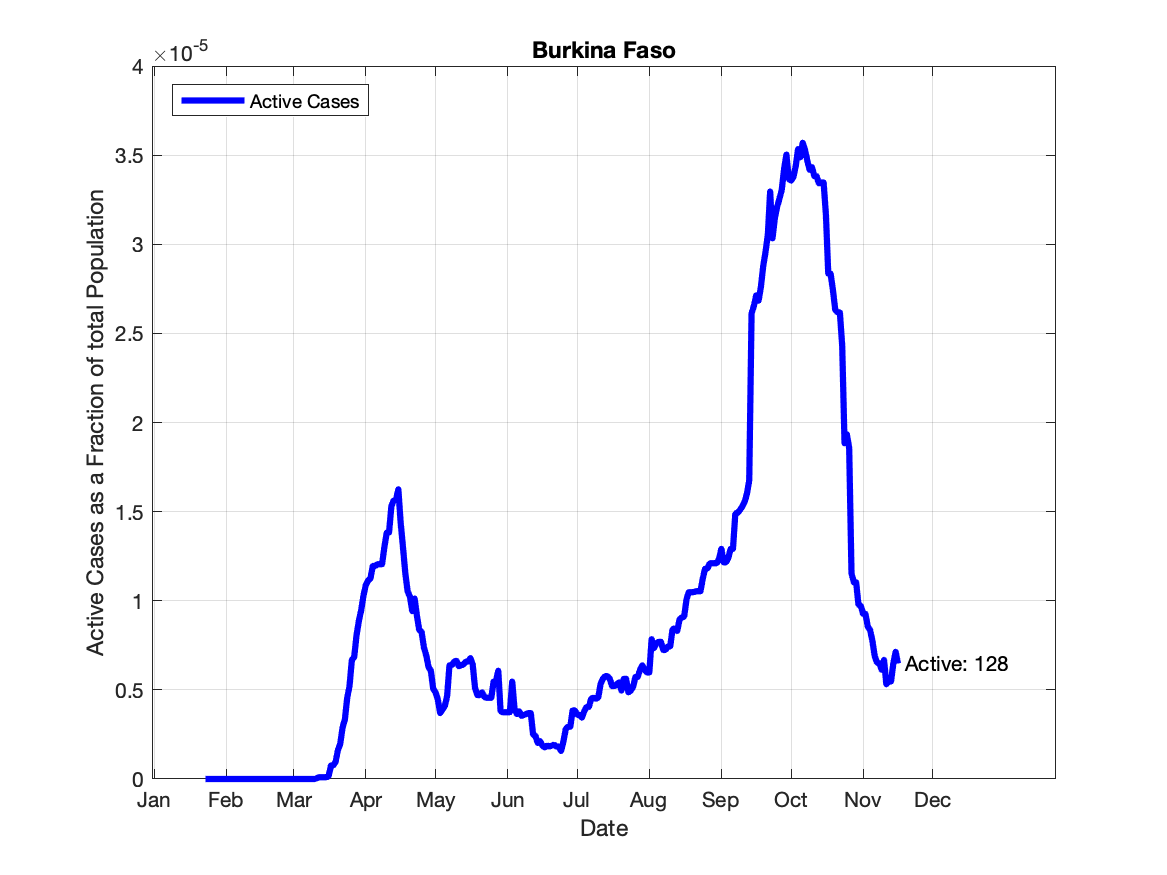 Burkina Faso
×10⁻⁵
Active Cases
4
3.5
3
2.5
2
1.5
1
0.5
0
Active Cases as a Fraction of total Population
Active: 128
Jan Feb Mar Apr May Jun Jul Aug Sep Oct Nov Dec
Date